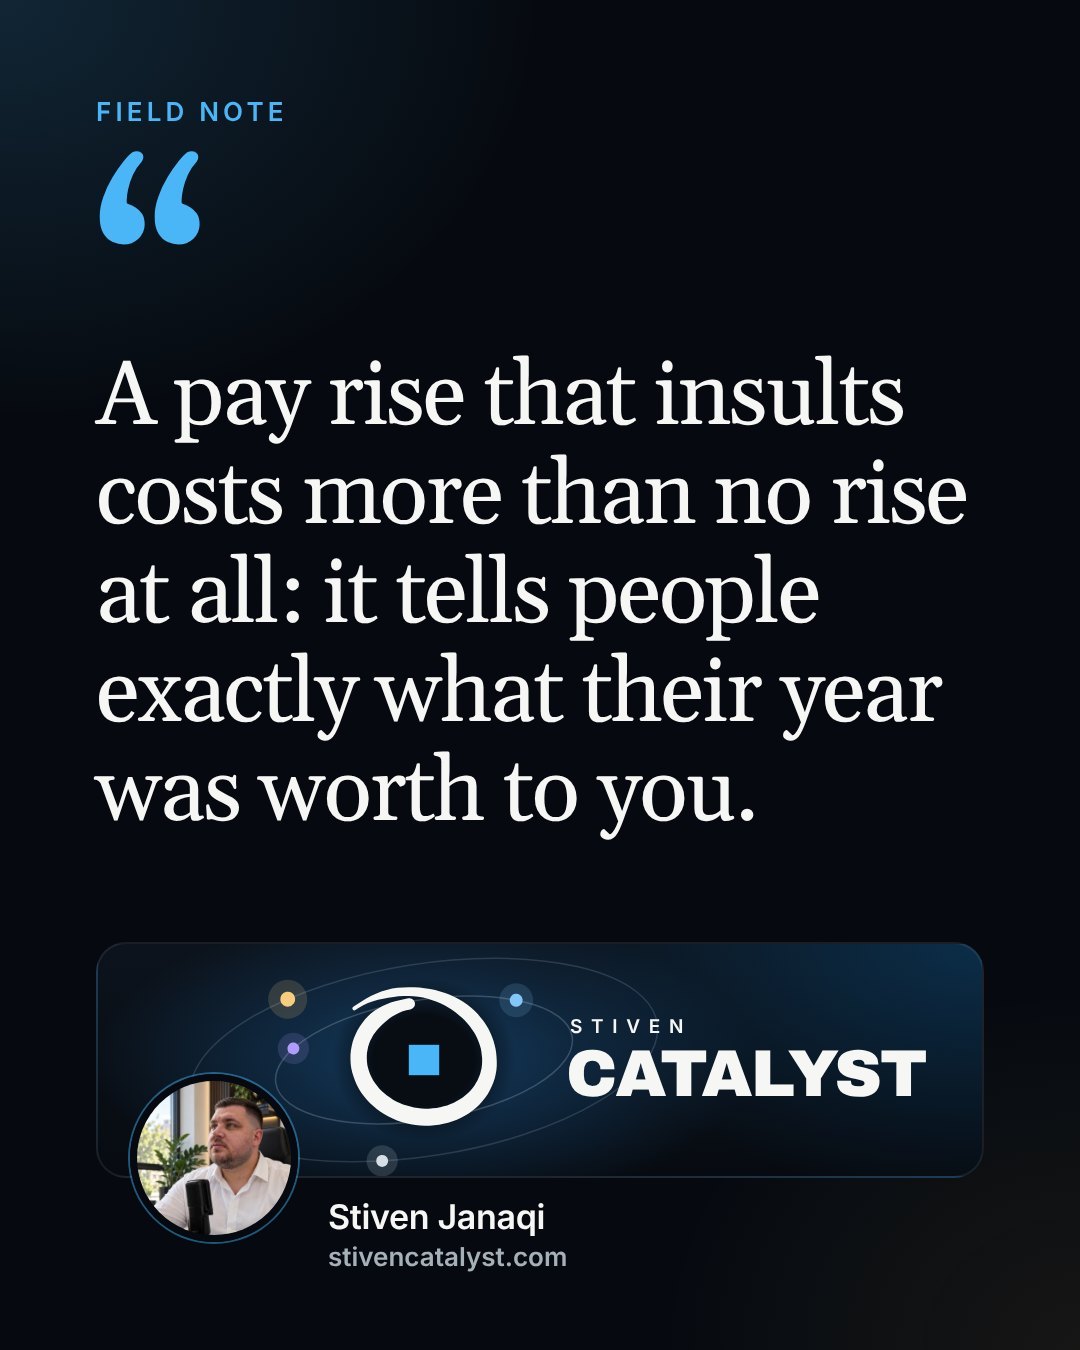 FIELD NOTE
“
A pay rise that insults
costs more than no rise
at all: it tells people
exactly what their year
was worth to you.
STIVEN
CATALYST
Stiven Janaqi
stivencatalyst.com